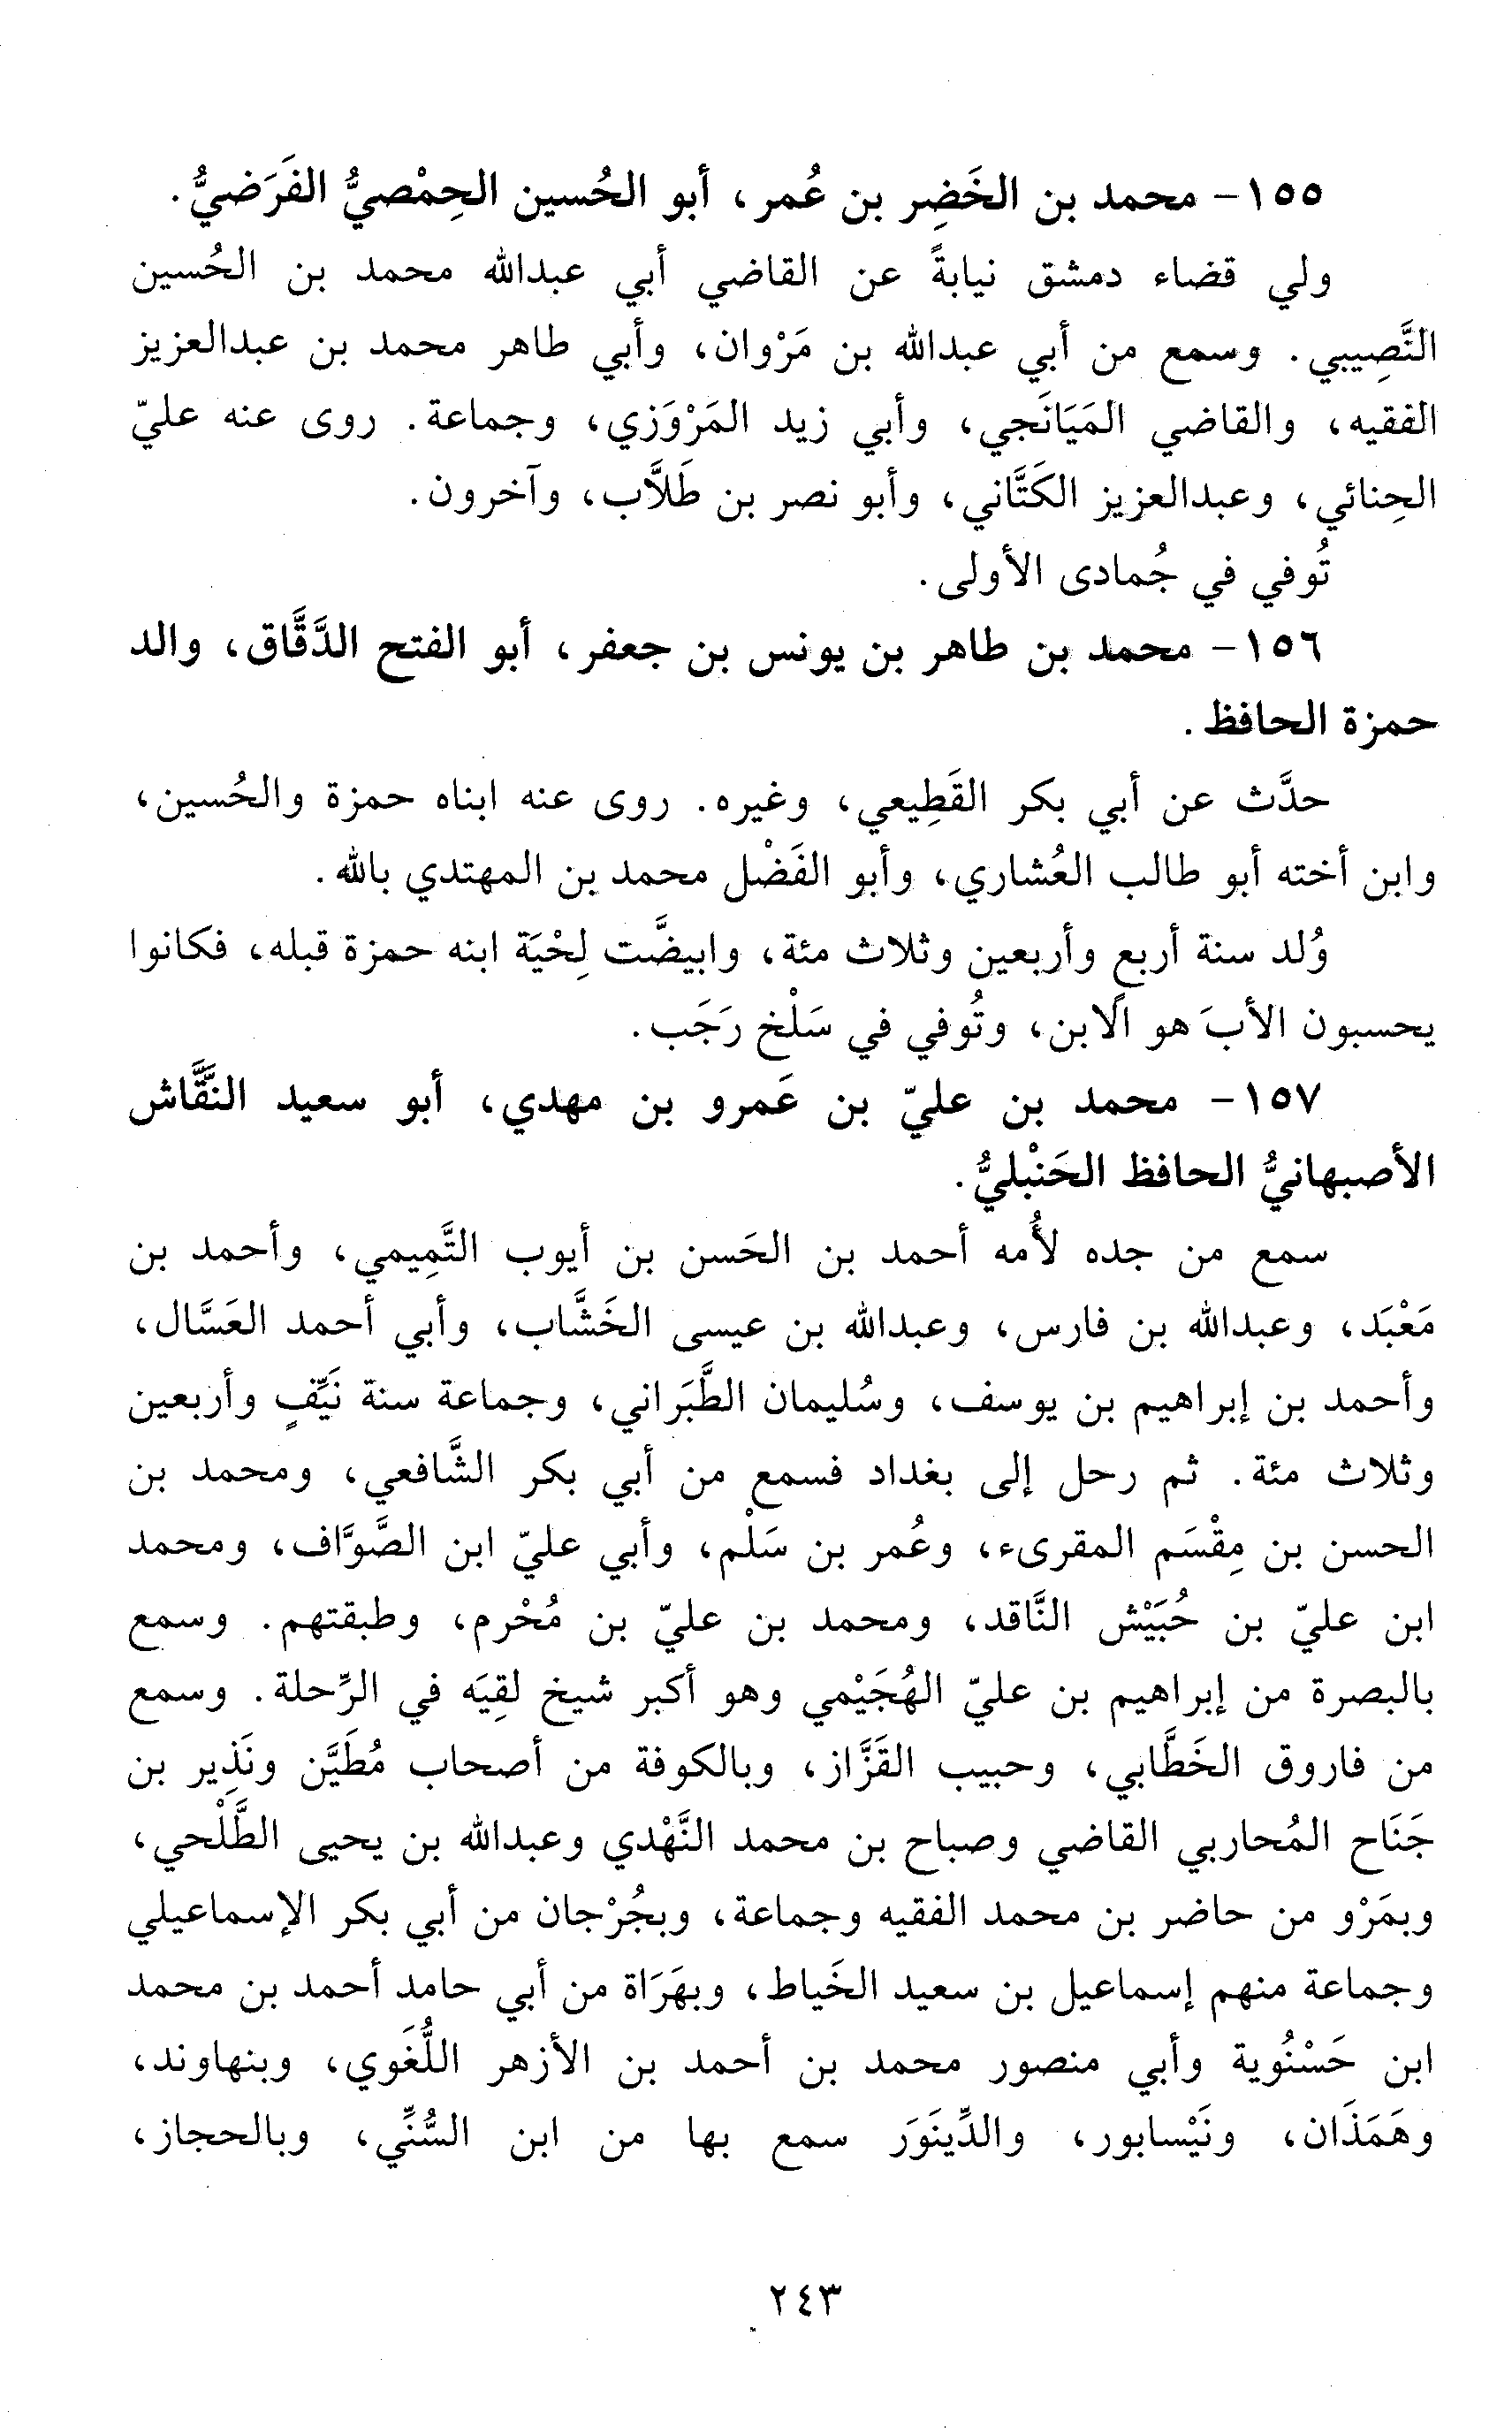 ١٥٥- محمد بن الخَضِر بن عُمر، أبو الحُسين الحِمْصيُّ الفَرَضيُّ.
ولي قضاء دمشق نيابةً عن القاضي أبي عبدالله محمد بن الحُسين
النَّصِيبي. وسمع من أبي عبدالله بن مَرْوان، وأبي طاهر محمد بن عبدالعزيز
الفقيه، والقاضي المَيَانَجي، وأبي زيد المَرْوَزي، وجماعة. روى عنه عليّ
الحِنائي، وعبدالعزيز الكَتَّاني، وأبو نصر بن طَلاَّب، وآخرون.
تُوفي في جُمادى الأولى.
١٥٦- محمد بن طاهر بن يونس بن جعفر، أبو الفتح الدَّقَّاق، والد
حمزة الحافظ.
حدَّث عن أبي بكر القَطِيعي، وغيره. روى عنه ابناه حمزة والحُسين،
وابن أخته أبو طالب العُشاري، وأبو الفَضْل محمد بن المهتدي بالله.
وُلد سنة أربع وأربعين وثلاث مئة، وابيضَّت لِحْيَة ابنه حمزة قبله، فكانوا
يحسبون الأبَ هو الابن، وتُوفي في سَلْخ رَجَب.
١٥٧- محمد بن عليّ بن عَمرو بن مهدي، أبو سعيد النَّقَّاش
الأصبهانيُّ الحافظ الحَنْبليُّ.
سمع من جده لأُمه أحمد بن الحَسن بن أيوب التَّمِيمي، وأحمد بن
مَعْبَد، وعبدالله بن فارس، وعبدالله بن عيسى الخَشَّاب، وأبي أحمد العَسَّال،
وأحمد بن إبراهيم بن يوسف، وسُليمان الطَّبَراني، وجماعة سنة نَيِّفٍ وأربعين
وثلاث مئة. ثم رحل إلى بغداد فسمع من أبي بكر الشَّافعي، ومحمد بن
الحسن بن مِقْسَم المقرىء، وعُمر بن سَلْم، وأبي عليّ ابن الصَّوَّاف، ومحمد
ابن عليّ بن حُبَيْش النَّاقد، ومحمد بن عليّ بن مُحْرم، وطبقتهم. وسمع
بالبصرة من إبراهيم بن عليّ الهُجَيْمي وهو أكبر شيخ لقِيَه في الرِّحلة. وسمع
من فاروق الخَطَّابي، وحبيب القَزَّاز، وبالكوفة من أصحاب مُطَيَّن ونَذِير بن
جَنَاح المُحاربي القاضي وصباح بن محمد النَّهْدي وعبدالله بن يحيى الطَّلْحي،
وبمَرْو من حاضر بن محمد الفقيه وجماعة، وبجُرْجان من أبي بكر الإسماعيلي
وجماعة منهم إسماعيل بن سعيد الخَياط، وبهَرَاة من أبي حامد أحمد بن محمد
ابن حَسْنُوية وأبي منصور محمد بن أحمد بن الأزهر اللُّغَوي، وبنهاوند،
وهَمَذَان، ونَيْسابور، والدِّينَوَر سمع بها من ابن السُّنِّي، وبالحجاز،
٢٤٣